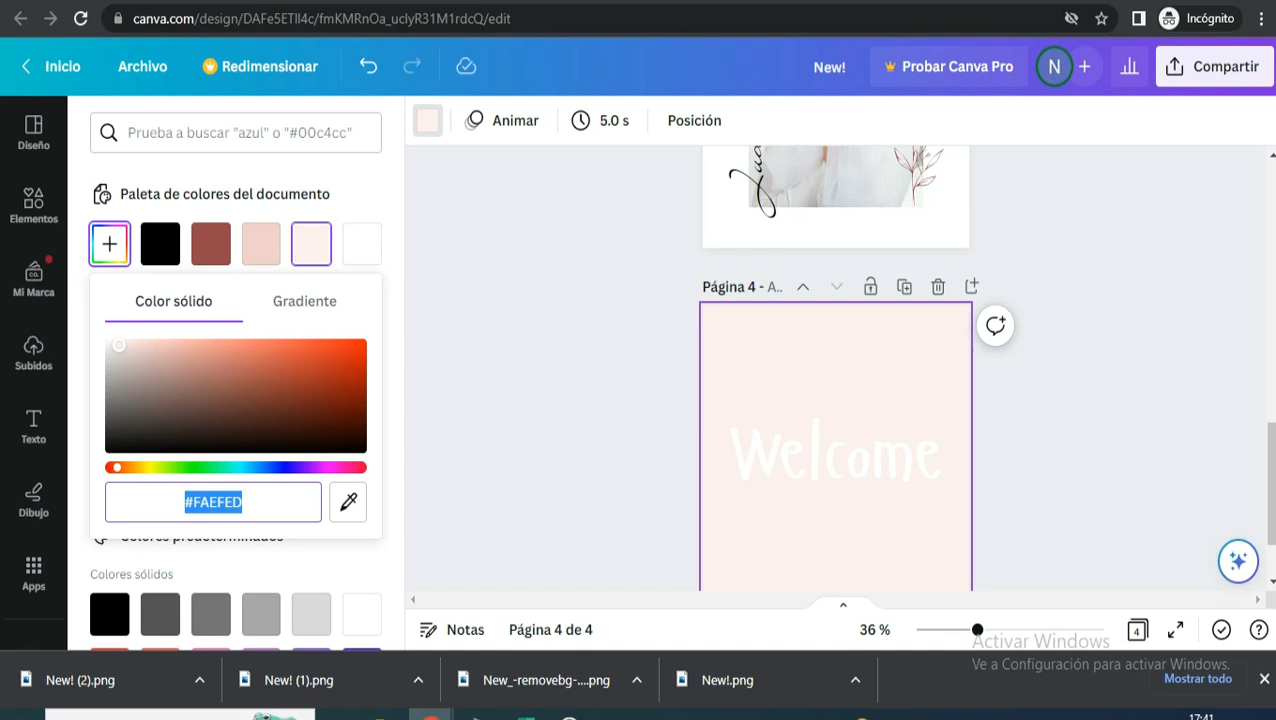 canva.com/design/DAFe5ETll4c/fmKMRnOa_uclyR31M1rdcQ/edit
Incógnito
Inicio
Archivo
Redimensionar
New!
Probar Canva Pro
N
Compartir
Diseño
Elementos
Mi Marca
CO.
Subidos
Texto
Dibujo
Apps
Prueba a buscar "azul" o "#00c4cc"
Paleta de colores del documento
Color sólido
Gradiente
#FAEFED
Colores predeterminados
Colores sólidos
Animar
5.0 s
Posición
Página 4 - A..
Welcome
Notas
Página 4 de 4
36 %
4
Activar Windows
Ve a Configuración para activar Windows.
New! (2).png
New! (1).png
New_-removebg-....png
New!.png
Mostrar todo
17:41